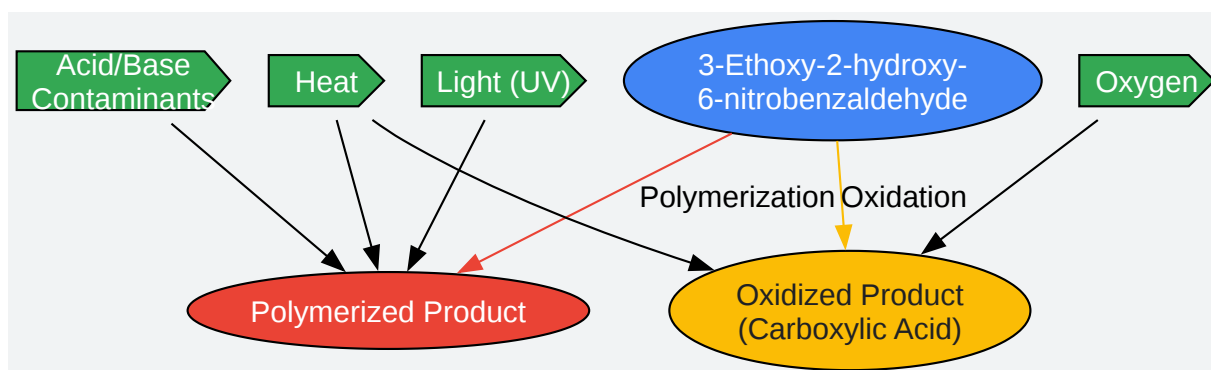 Acid/Base
Contaminants
Heat
Light (UV)
3-Ethoxy-2-hydroxy-
6-nitrobenzaldehyde
Oxygen
Polymerization
Oxidation
Polymerized Product
Oxidized Product
(Carboxylic Acid)